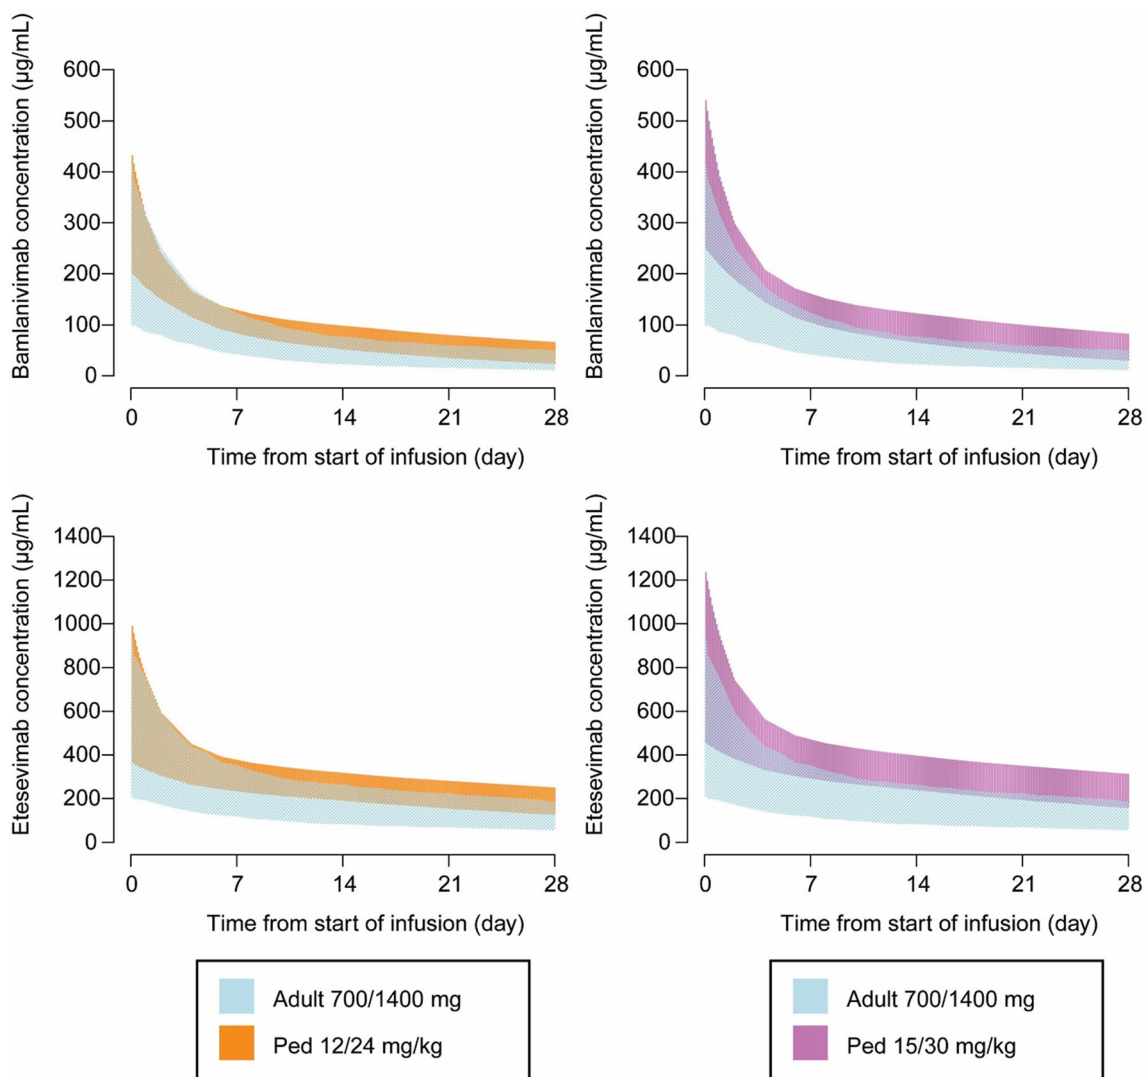 Bamlanivimab concentration (µg/mL)
600
500
400
300
200
100
0
0 7 14 21 28
Time from start of infusion (day)
Bamlanivimab concentration (µg/mL)
600
500
400
300
200
100
0
0 7 14 21 28
Time from start of infusion (day)
Etesevimab concentration (µg/mL)
1400
1200
1000
800
600
400
200
0
0 7 14 21 28
Time from start of infusion (day)
Etesevimab concentration (µg/mL)
1400
1200
1000
800
600
400
200
0
0 7 14 21 28
Time from start of infusion (day)
Adult 700/1400 mg
Ped 12/24 mg/kg
Adult 700/1400 mg
Ped 15/30 mg/kg